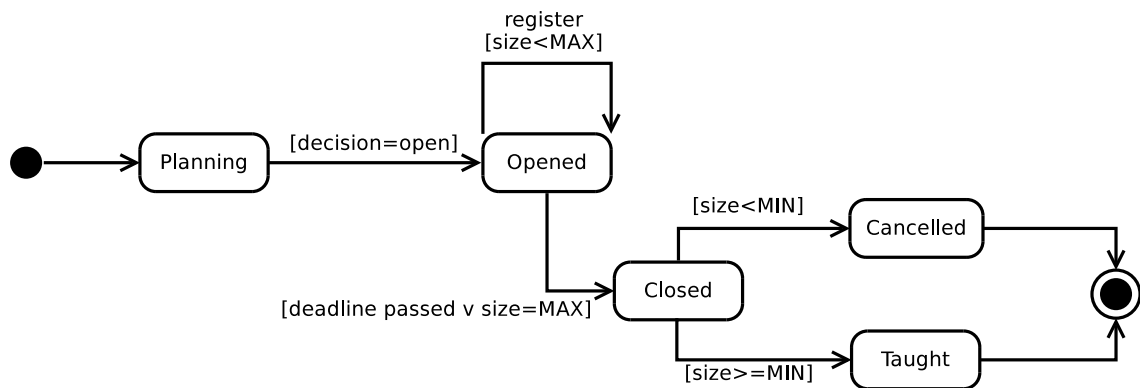 register
[size<MAX]
[decision=open]
Planning
Opened
[size<MIN]
Cancelled
Closed
[deadline passed v size=MAX]
Taught
[size>=MIN]